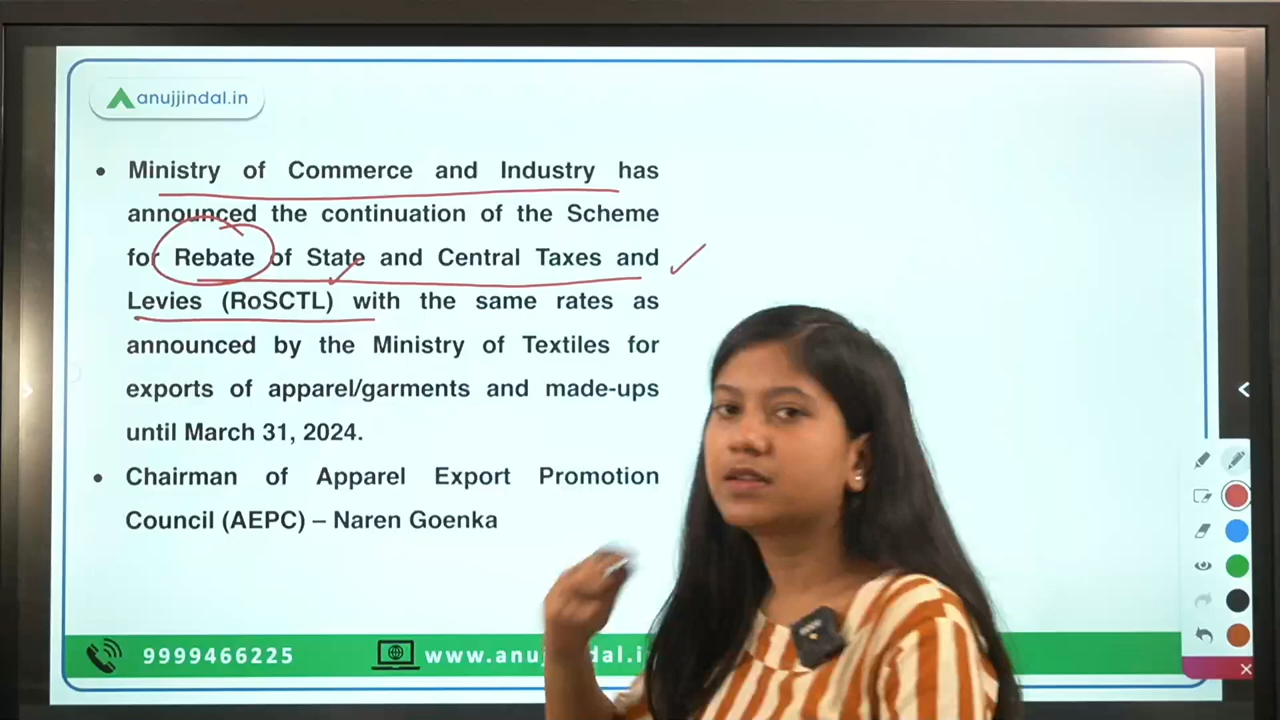 anujjindal.in
Ministry of Commerce and Industry has
announced the continuation of the Scheme
for Rebate of State and Central Taxes and
Levies (RoSCTL) with the same rates as
announced by the Ministry of Textiles for
exports of apparel/garments and made-ups
until March 31, 2024.
Chairman of Apparel Export Promotion
Council (AEPC) – Naren Goenka
9999466225